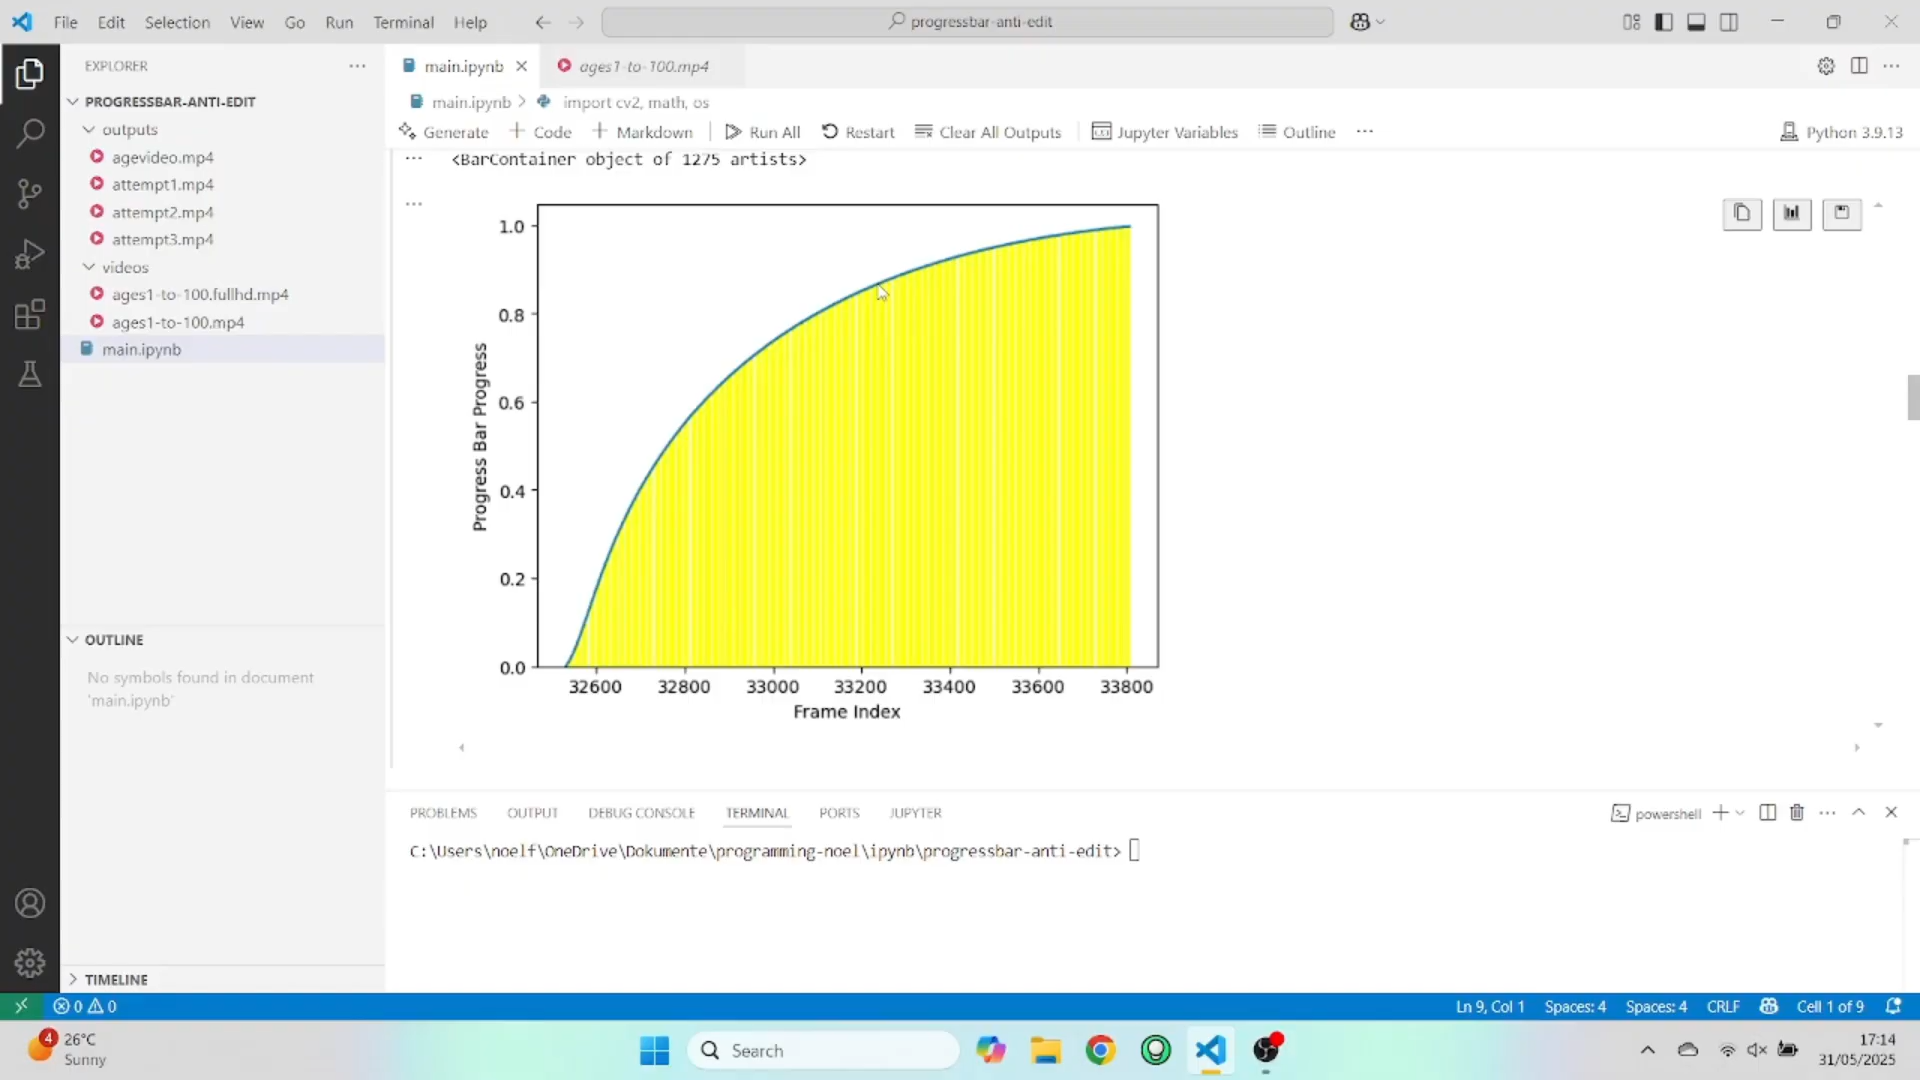 File Edit Selection View Go Run Terminal Help
progressbar-anti-edit
EXPLORER
PROGRESSBAR-ANTI-EDIT
outputs
agevideo.mp4
attempt1.mp4
attempt2.mp4
attempt3.mp4
videos
ages1-to-100.fullhd.mp4
ages1-to-100.mp4
main.ipynb
OUTLINE
No symbols found in document
'main.ipynb'
TIMELINE
main.ipynb ages1-to-100.mp4
main.ipynb > import cv2, math, os
Generate + Code + Markdown Run All Restart Clear All Outputs Jupyter Variables Outline ... Python 3.9.13
<BarContainer object of 1275 artists>
1.0
0.8
0.6
0.4
0.2
0.0
Progress Bar Progress
32600 32800 33000 33200 33400 33600 33800
Frame Index
PROBLEMS OUTPUT DEBUG CONSOLE TERMINAL PORTS JUPYTER
powershell
C:\Users\noelf\OneDrive\Dokumente\programming-noel\ipynb\progressbar-anti-edit>
0 0
Ln 9, Col 1 Spaces: 4 Spaces: 4 CRLF Cell 1 of 9
4
26°C
Sunny
Search
17:14
31/05/2025